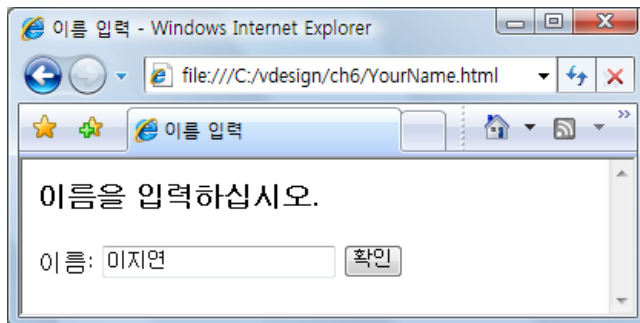 이름 입력 - Windows Internet Explorer
file:///C:/vdesign/ch6/YourName.html
이름 입력
이름을 입력하십시오.
이름: 이지연 확인